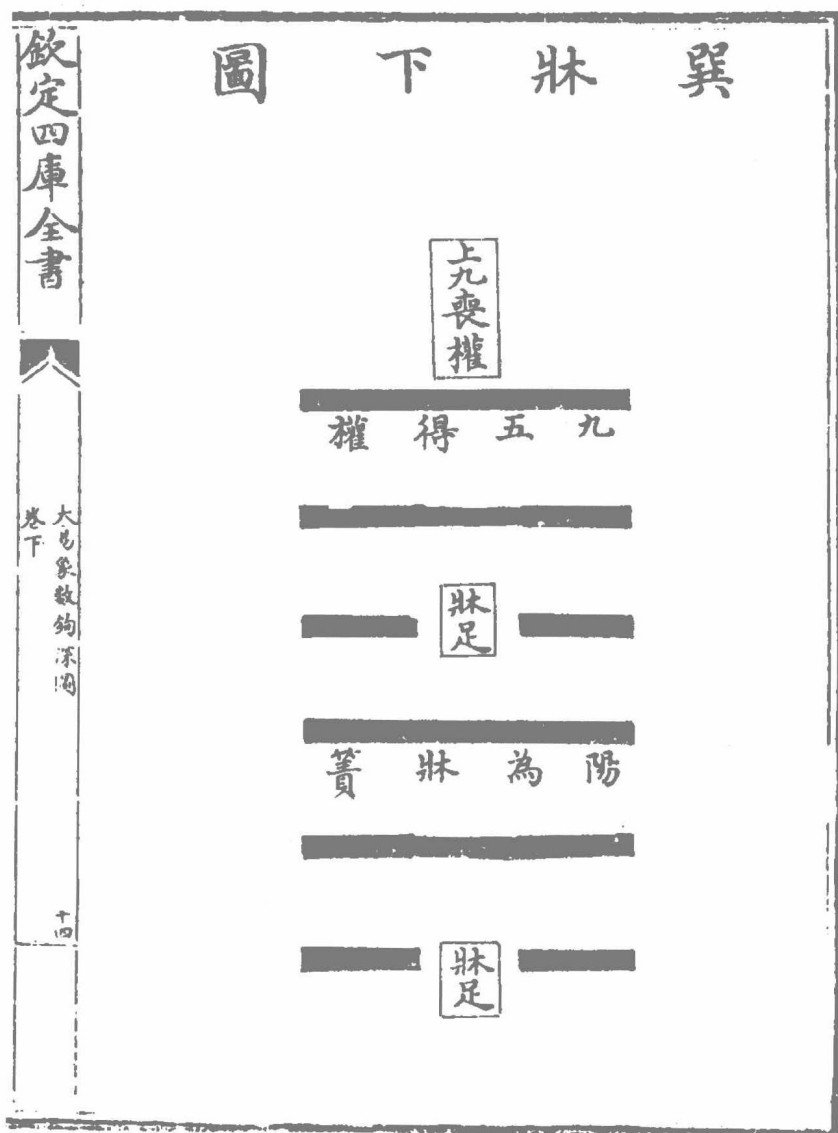 巽牀下圖
上九喪權
九五得權
牀足
陽為牀簀
牀足
欽定四庫全書
大易象數鉤深圖
卷下
十四